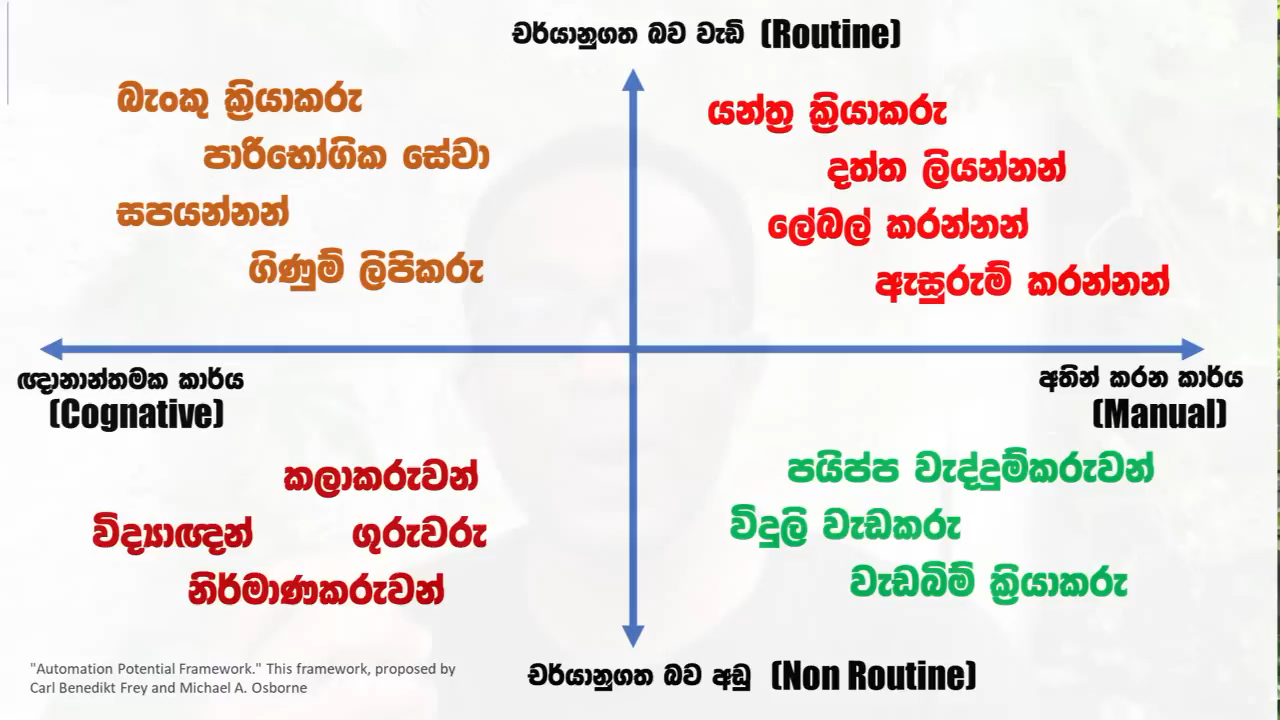 චර්යානුගත බව වැඩි (Routine)
බැංකු ක්‍රියාකරු
පාරිභෝගික සේවා
සපයන්නන්
ගිණුම් ලිපිකරු
යන්ත්‍ර ක්‍රියාකරු
දත්ත ලියන්නන්
ලේබල් කරන්නන්
ඇසුරුම් කරන්නන්
ඥානාන්තමක කාර්ය
(Cognative)
අතින් කරන කාර්ය
(Manual)
කලාකරුවන්
විද්‍යාඥන් ගුරුවරු
නිර්මාණකරුවන්
පයිප්ප වැද්දුම්කරුවන්
විදුලි වැඩකරු
වැඩබිම් ක්‍රියාකරු
"Automation Potential Framework." This framework, proposed by
Carl Benedikt Frey and Michael A. Osborne
චර්යානුගත බව අඩු (Non Routine)